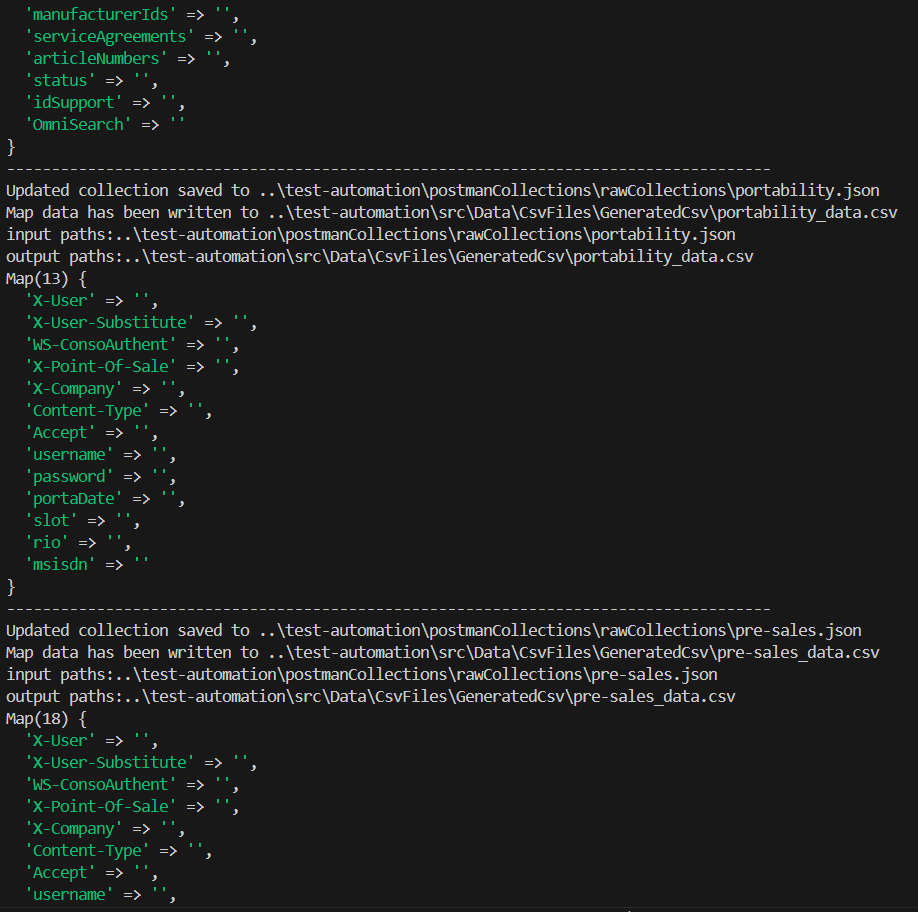 'manufacturerIds' => '',
'serviceAgreements' => '',
'articleNumbers' => '',
'status' => '',
'idSupport' => '',
'OmniSearch' => ''
}
-------------------------------------------------------------------------------------
Updated collection saved to ..\test-automation\postmanCollections\rawCollections\portability.json
Map data has been written to ..\test-automation\src\Data\CsvFiles\GeneratedCsv\portability_data.csv
input paths:..\test-automation\postmanCollections\rawCollections\portability.json
output paths:..\test-automation\src\Data\CsvFiles\GeneratedCsv\portability_data.csv
Map(13) {
'X-User' => '',
'X-User-Substitute' => '',
'WS-ConsoAuthent' => '',
'X-Point-Of-Sale' => '',
'X-Company' => '',
'Content-Type' => '',
'Accept' => '',
'username' => '',
'password' => '',
'portaDate' => '',
'slot' => '',
'rio' => '',
'msisdn' => ''
}
-------------------------------------------------------------------------------------
Updated collection saved to ..\test-automation\postmanCollections\rawCollections\pre-sales.json
Map data has been written to ..\test-automation\src\Data\CsvFiles\GeneratedCsv\pre-sales_data.csv
input paths:..\test-automation\postmanCollections\rawCollections\pre-sales.json
output paths:..\test-automation\src\Data\CsvFiles\GeneratedCsv\pre-sales_data.csv
Map(18) {
'X-User' => '',
'X-User-Substitute' => '',
'WS-ConsoAuthent' => '',
'X-Point-Of-Sale' => '',
'X-Company' => '',
'Content-Type' => '',
'Accept' => '',
'username' => '',